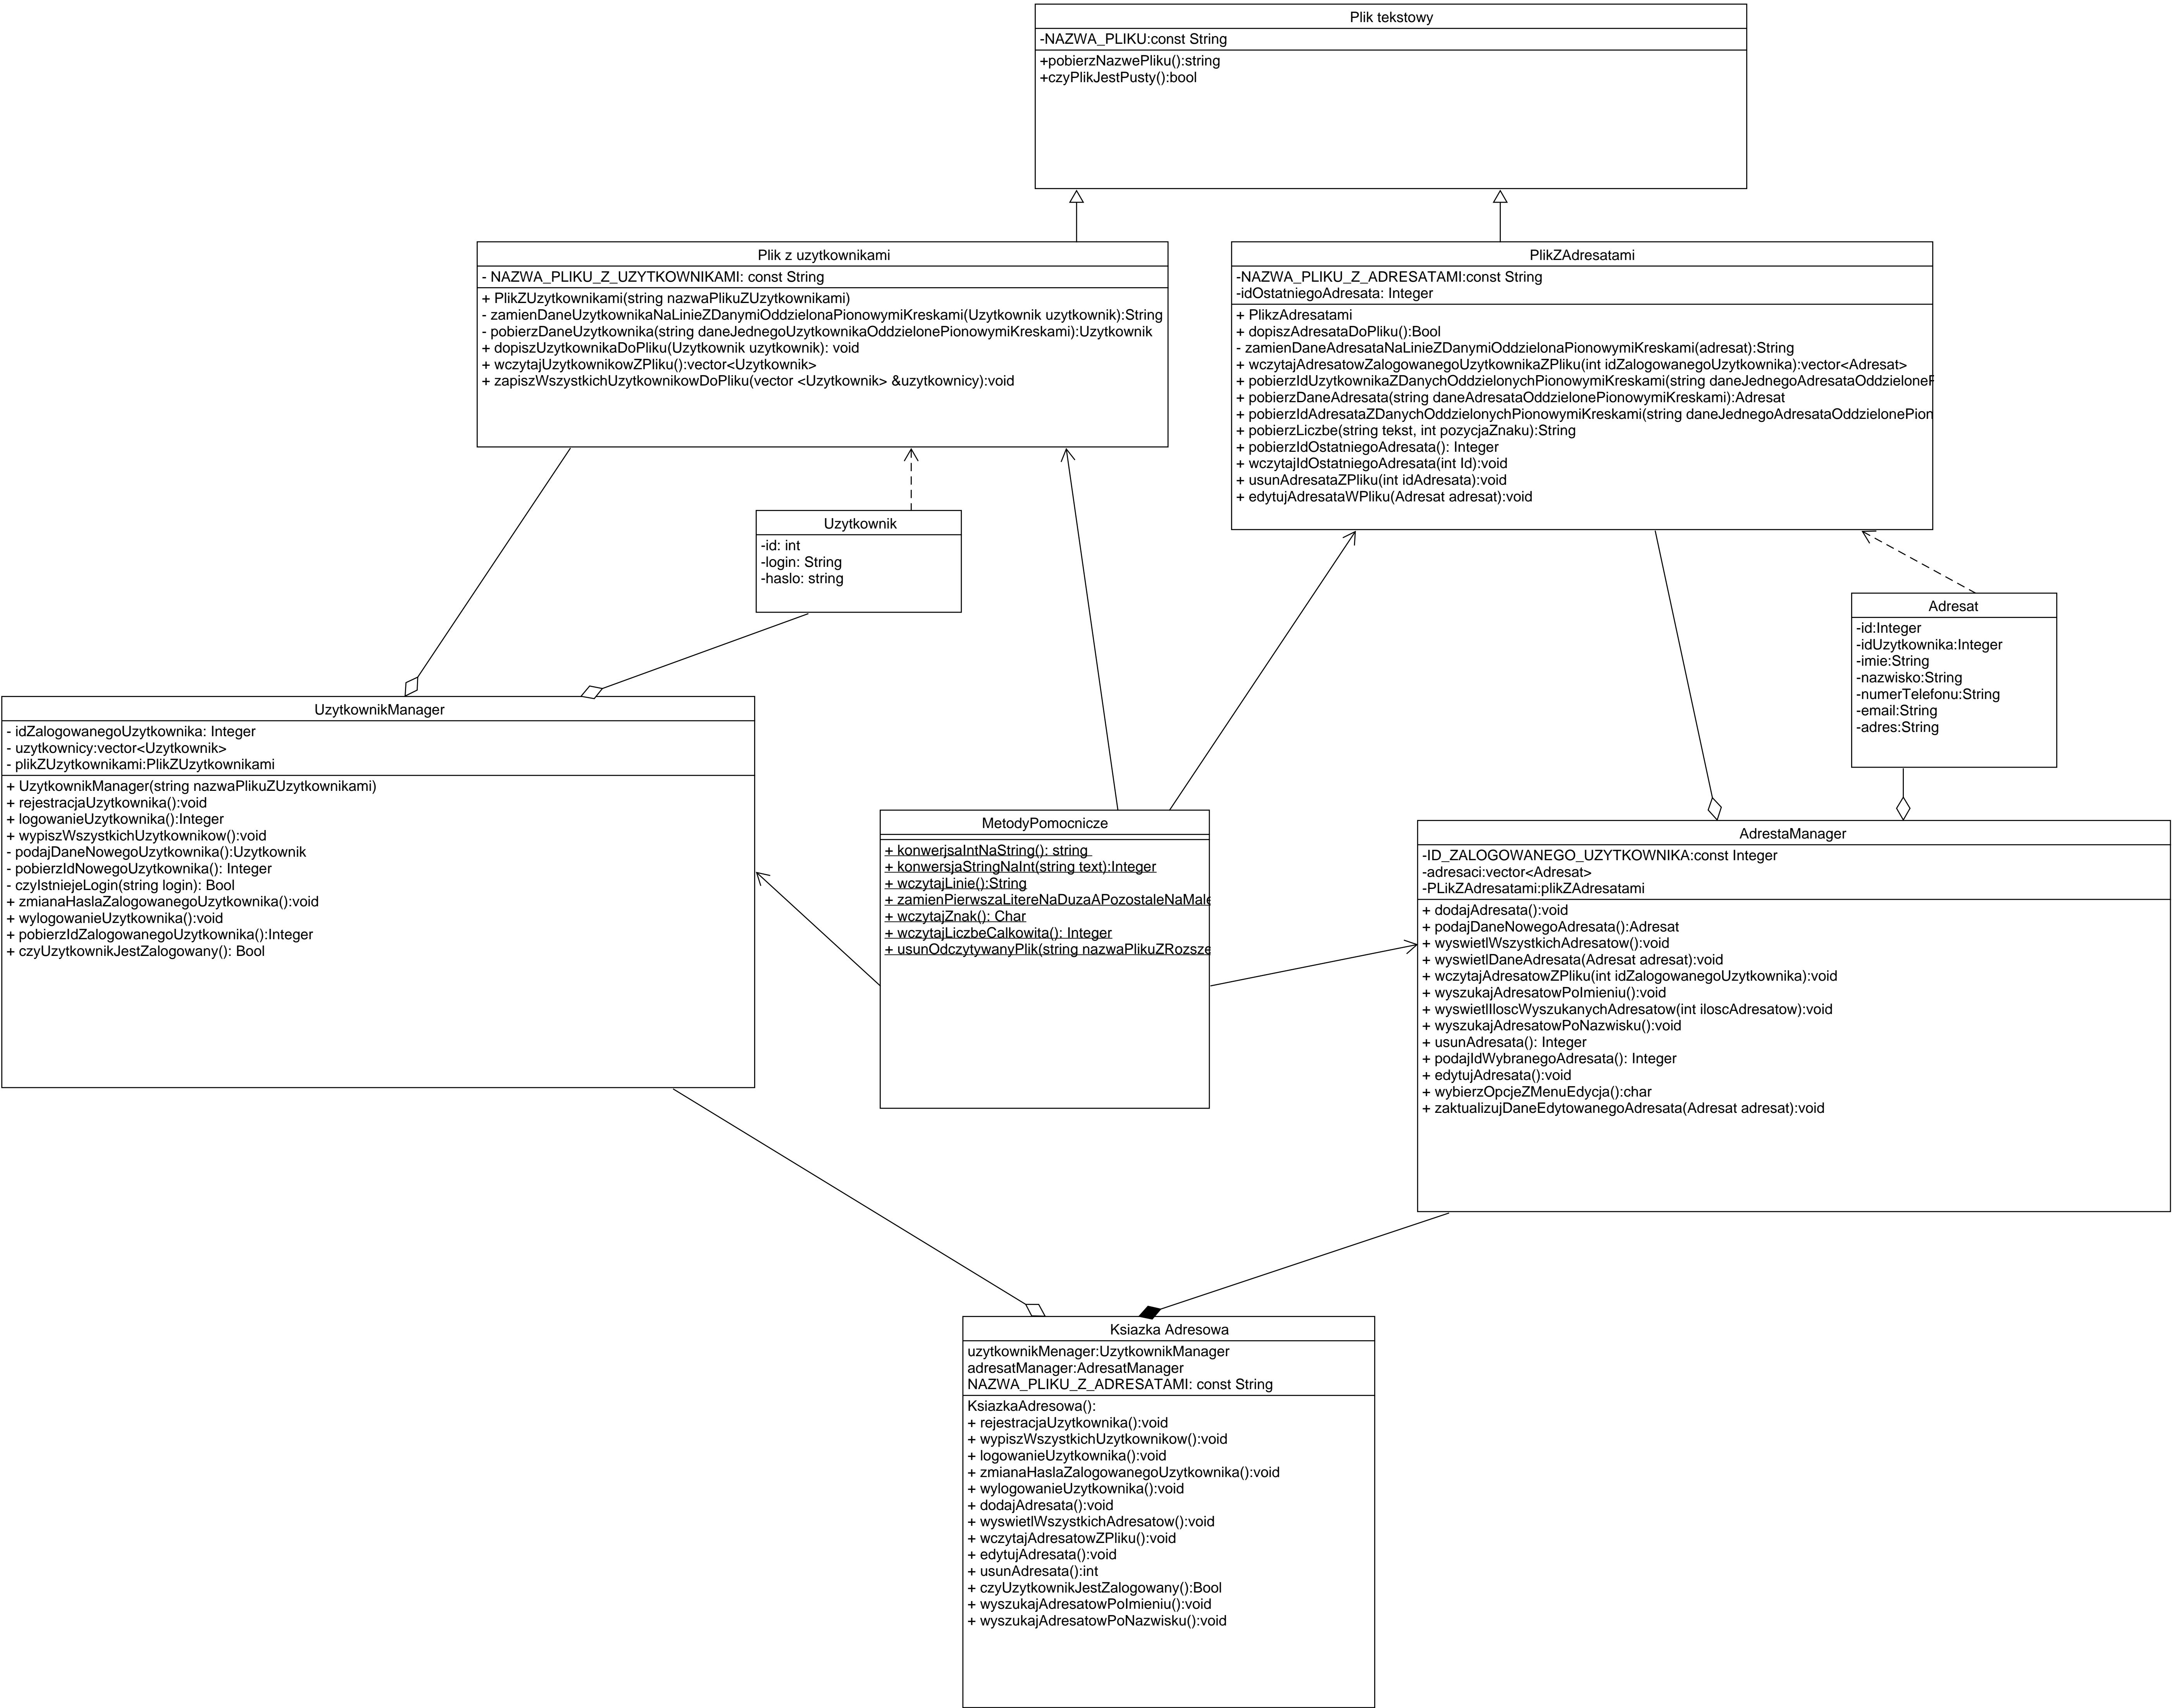 Plik tekstowy
-NAZWA_PLIKU:const String
+pobierzNazwePliku():string
+czyPlikJestPusty():bool
Plik z uzytkownikami
- NAZWA_PLIKU_Z_UZYTKOWNIKAMI: const String
+ PlikZUzytkownikami(string nazwaPlikuZUzytkownikami)
- zamienDaneUzytkownikaNaLinieZDanymiOddzielonaPionowymiKreskami(Uzytkownik uzytkownik):String
- pobierzDaneUzytkownika(string daneJednegoUzytkownikaOddzielonePionowymiKreskami):Uzytkownik
+ dopiszUzytkownikaDoPliku(Uzytkownik uzytkownik): void
+ wczytajUzytkownikowZPliku():vector<Uzytkownik>
+ zapiszWszystkichUzytkownikowDoPliku(vector <Uzytkownik> &uzytkownicy):void
PlikZAdresatami
-NAZWA_PLIKU_Z_ADRESATAMI:const String
-idOstatniegoAdresata: Integer
+ PlikzAdresatami
+ dopiszAdresataDoPliku():Bool
- zamienDaneAdresataNaLinieZDanymiOddzielonaPionowymiKreskami(adresat):String
+ wczytajAdresatowZalogowanegoUzytkownikaZPliku(int idZalogowanegoUzytkownika):vector<Adresat>
+ pobierzIdUzytkownikaZDanychOddzielonychPionowymiKreskami(string daneJednegoAdresataOddzieloneP
+ pobierzDaneAdresata(string daneAdresataOddzielonePionowymiKreskami):Adresat
+ pobierzIdAdresataZDanychOddzielonychPionowymiKreskami(string daneJednegoAdresataOddzielonePion
+ pobierzLiczbe(string tekst, int pozycjaZnaku):String
+ pobierzIdOstatniegoAdresata(): Integer
+ wczytajIdOstatniegoAdresata(int Id):void
+ usunAdresataZPliku(int idAdresata):void
+ edytujAdresataWPliku(Adresat adresat):void
Uzytkownik
-id: int
-login: String
-haslo: string
Adresat
-id:Integer
-idUzytkownika:Integer
-imie:String
-nazwisko:String
-numerTelefonu:String
-email:String
-adres:String
UzytkownikManager
- idZalogowanegoUzytkownika: Integer
- uzytkownicy:vector<Uzytkownik>
- plikZUzytkownikami:PlikZUzytkownikami
+ UzytkownikManager(string nazwaPlikuZUzytkownikami)
+ rejestracjaUzytkownika():void
+ logowanieUzytkownika():Integer
+ wypiszWszystkichUzytkownikow():void
- podajDaneNowegoUzytkownika():Uzytkownik
- pobierzIdNowegoUzytkownika(): Integer
- czyIstniejeLogin(string login): Bool
+ zmianaHaslaZalogowanegoUzytkownika():void
+ wylogowanieUzytkownika():void
+ pobierzIdZalogowanegoUzytkownika():Integer
+ czyUzytkownikJestZalogowany(): Bool
MetodyPomocnicze
+ konwerjsaIntNaString(): string
+ konwersjaStringNaInt(string text):Integer
+ wczytajLinie():String
+ zamienPierwszaLitereNaDuzaAPozostaleNaMale
+ wczytajZnak(): Char
+ wczytajLiczbeCalkowita(): Integer
+ usunOdczytywanyPlik(string nazwaPlikuZRozsze
AdrestaManager
-ID_ZALOGOWANEGO_UZYTKOWNIKA:const Integer
-adresaci:vector<Adresat>
-PLikZAdresatami:plikZAdresatami
+ dodajAdresata():void
+ podajDaneNowegoAdresata():Adresat
+ wyswietlWszystkichAdresatow():void
+ wyswietlDaneAdresata(Adresat adresat):void
+ wczytajAdresatowZPliku(int idZalogowanegoUzytkownika):void
+ wyszukajAdresatowPoImieniu():void
+ wyswietlIloscWyszukanychAdresatow(int iloscAdresatow):void
+ wyszukajAdresatowPoNazwisku():void
+ usunAdresata(): Integer
+ podajIdWybranegoAdresata(): Integer
+ edytujAdresata():void
+ wybierzOpcjeZMenuEdycja():char
+ zaktualizujDaneEdytowanegoAdresata(Adresat adresat):void
Ksiazka Adresowa
uzytkownikMenager:UzytkownikManager
adresatManager:AdresatManager
NAZWA_PLIKU_Z_ADRESATAMI: const String
KsiazkaAdresowa():
+ rejestracjaUzytkownika():void
+ wypiszWszystkichUzytkownikow():void
+ logowanieUzytkownika():void
+ zmianaHaslaZalogowanegoUzytkownika():void
+ wylogowanieUzytkownika():void
+ dodajAdresata():void
+ wyswietlWszystkichAdresatow():void
+ wczytajAdresatowZPliku():void
+ edytujAdresata():void
+ usunAdresata():int
+ czyUzytkownikJestZalogowany():Bool
+ wyszukajAdresatowPoImieniu():void
+ wyszukajAdresatowPoNazwisku():void